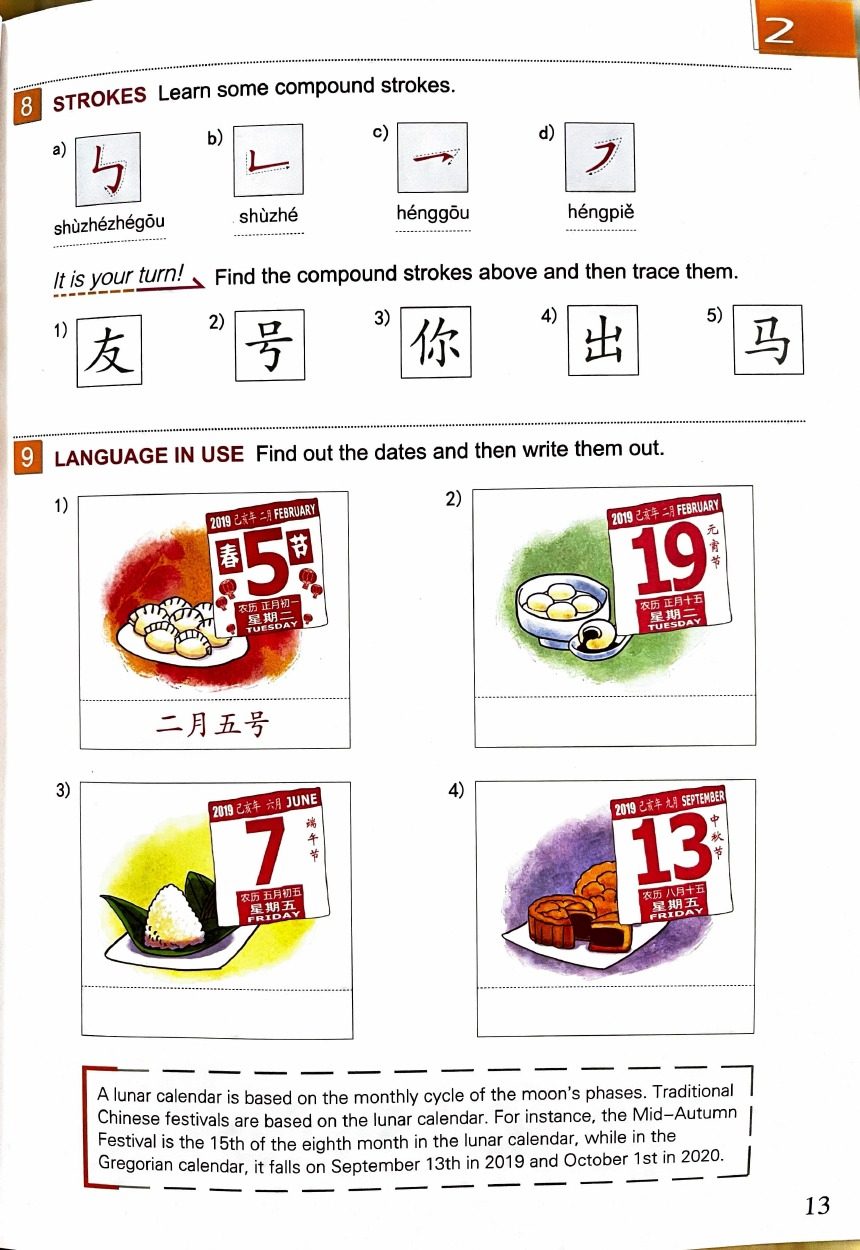 2
8 STROKES Learn some compound strokes.
a) b) c) d)
shùzhézhégōu shùzhé hénggōu héngpiě
It is your turn! Find the compound strokes above and then trace them.
1) 友 2) 号 3) 你 4) 出 5) 马
9 LANGUAGE IN USE Find out the dates and then write them out.
1)
2019 己亥年 二月 FEBRUARY
春 5 节
农历 正月初一
星期二
TUESDAY
二月五号
2)
2019 己亥年 二月 FEBRUARY
19
元宵节
农历 正月十五
星期二
TUESDAY
3)
2019 己亥年 六月 JUNE
7
端午节
农历 五月初五
星期五
FRIDAY
4)
2019 己亥年 九月 SEPTEMBER
13
中秋节
农历 八月十五
星期五
FRIDAY
A lunar calendar is based on the monthly cycle of the moon's phases. Traditional
Chinese festivals are based on the lunar calendar. For instance, the Mid-Autumn
Festival is the 15th of the eighth month in the lunar calendar, while in the
Gregorian calendar, it falls on September 13th in 2019 and October 1st in 2020.
13